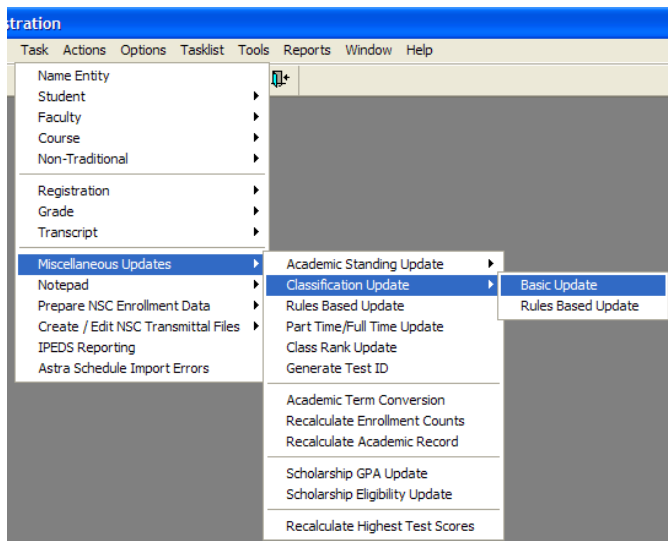 stration
Task Actions Options Tasklist Tools Reports Window Help
Name Entity
Student
Faculty
Course
Non-Traditional
Registration
Grade
Transcript
Miscellaneous Updates
Notepad
Prepare NSC Enrollment Data
Create / Edit NSC Transmittal Files
IPEDS Reporting
Astra Schedule Import Errors
Academic Standing Update
Classification Update
Rules Based Update
Part Time/Full Time Update
Class Rank Update
Generate Test ID
Academic Term Conversion
Recalculate Enrollment Counts
Recalculate Academic Record
Scholarship GPA Update
Scholarship Eligibility Update
Recalculate Highest Test Scores
Basic Update
Rules Based Update